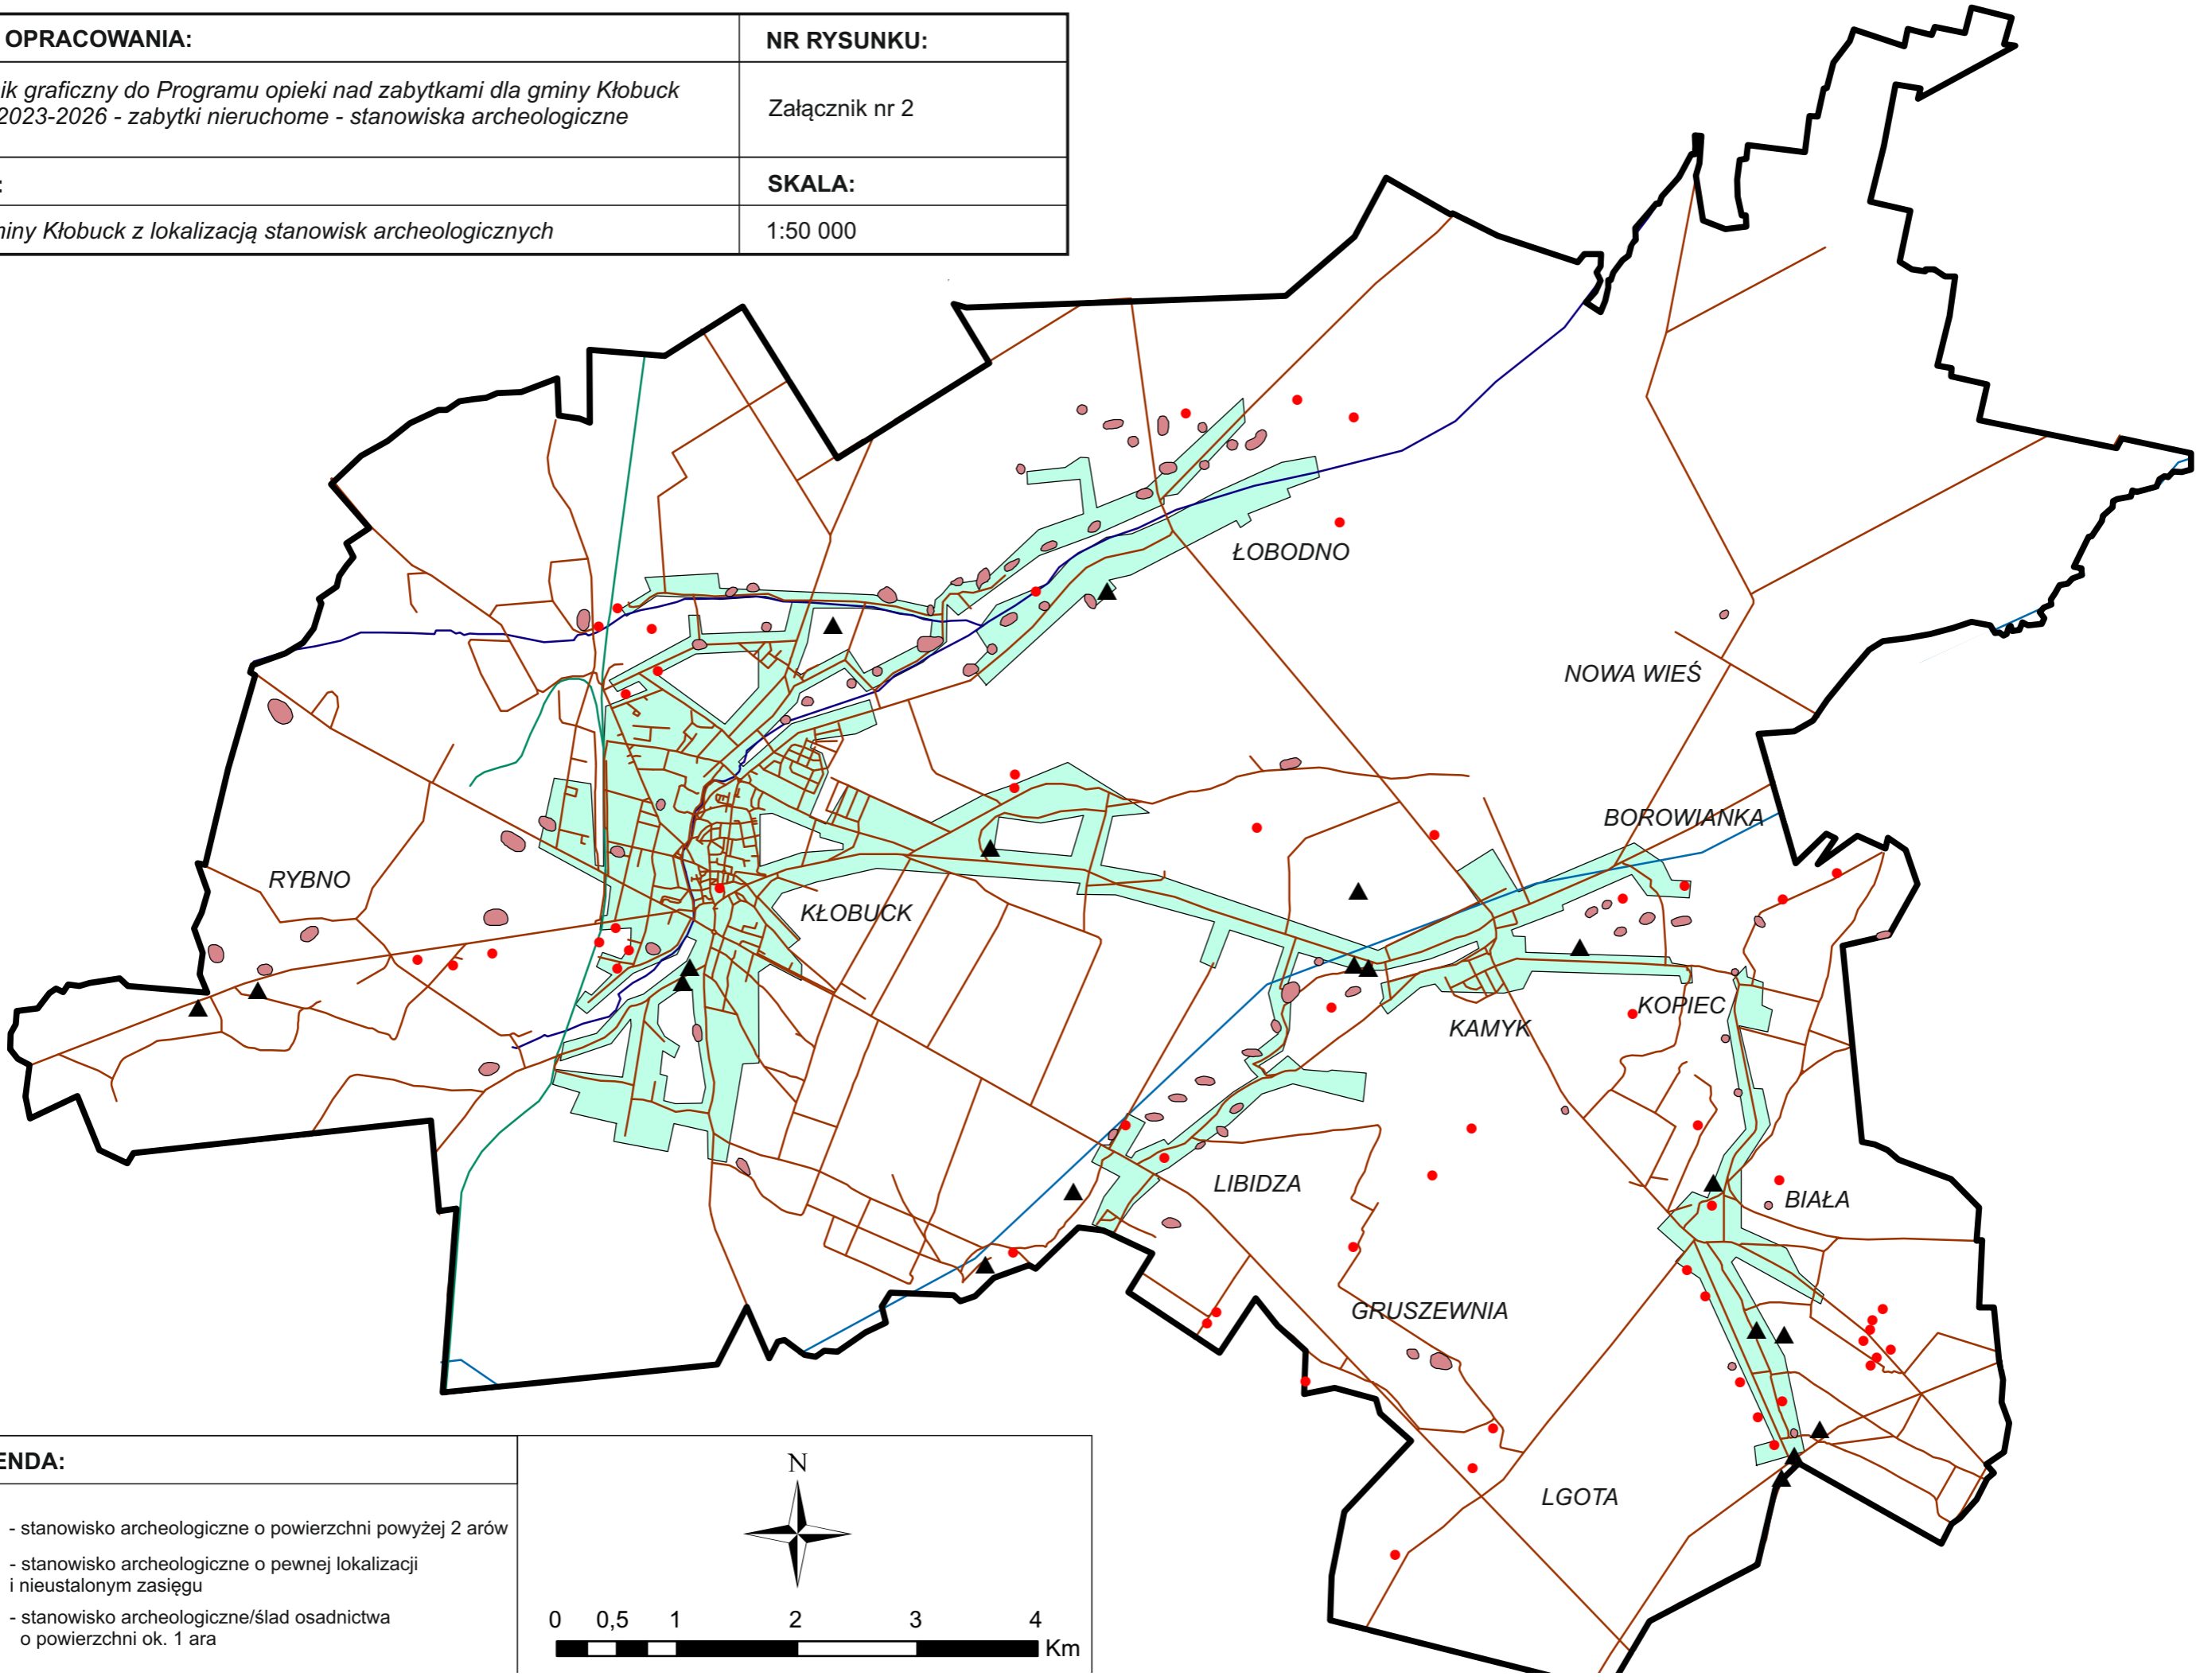 OPRACOWANIA:
NR RYSUNKU:
ik graficzny do Programu opieki nad zabytkami dla gminy Kłobuck
2023-2026 - zabytki nieruchome - stanowiska archeologiczne
Załącznik nr 2
:
SKALA:
niny Kłobuck z lokalizacją stanowisk archeologicznych
1:50 000
ŁOBODNO
NOWA WIEŚ
BOROWIANKA
RYBNO
KŁOBUCK
KOPIEC
KAMYK
LIBIDZA
BIAŁA
GRUSZEWNIA
LGOTA
ENDA:
- stanowisko archeologiczne o powierzchni powyżej 2 arów
- stanowisko archeologiczne o pewnej lokalizacji
i nieustalonym zasięgu
- stanowisko archeologiczne/ślad osadnictwa
o powierzchni ok. 1 ara
N
0 0,5 1 2 3 4
Km